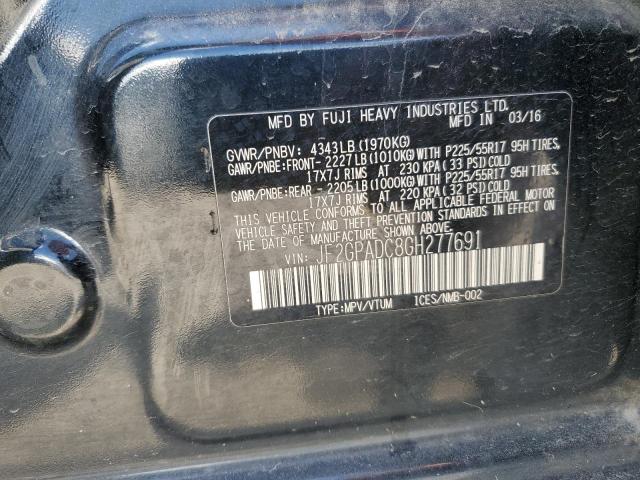 MFD BY FUJI HEAVY INDUSTRIES LTD.
MFD IN 03/16
GVWR/PNBV: 4343LB(1970KG)
GAWR/PNBE:FRONT- 2227LB(1010KG)WITH P225/55R17 95H TIRES,
17X7J RIMS AT 230 KPA(33 PSI)COLD
GAWR/PNBE:REAR - 2205LB(1000KG)WITH P225/55R17 95H TIRES,
17X7J RIMS AT 220 KPA(32 PSI)COLD
THIS VEHICLE CONFORMS TO ALL APPLICABLE FEDERAL MOTOR
VEHICLE SAFETY AND THEFT PREVENTION STANDARDS IN EFFECT ON
THE DATE OF MANUFACTURE SHOWN ABOVE.
VIN: JF2GPADC8GH277691
TYPE:MPV/VTUM ICES/NMB-002